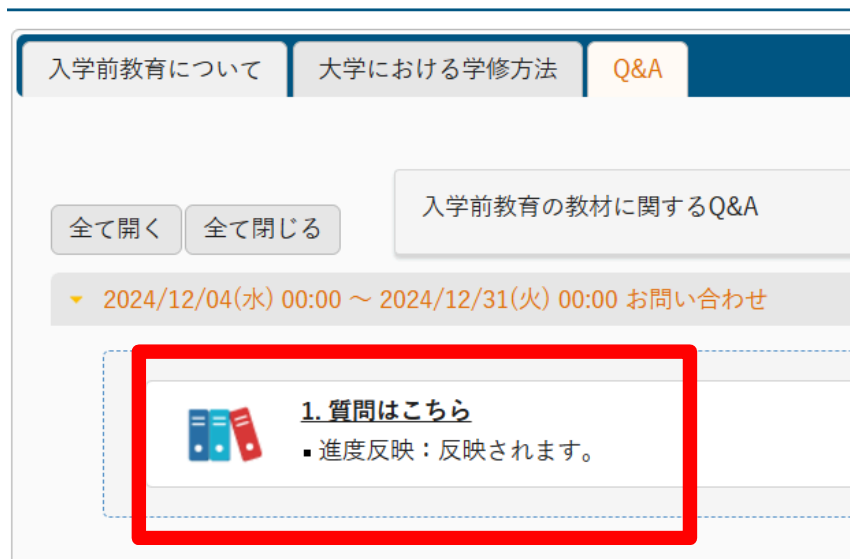 入学前教育について
大学における学修方法
Q&A
入学前教育の教材に関するQ&A
全て開く
全て閉じる
2024/12/04(水) 00:00 ～ 2024/12/31(火) 00:00 お問い合わせ
1. 質問はこちら
▪ 進度反映：反映されます。